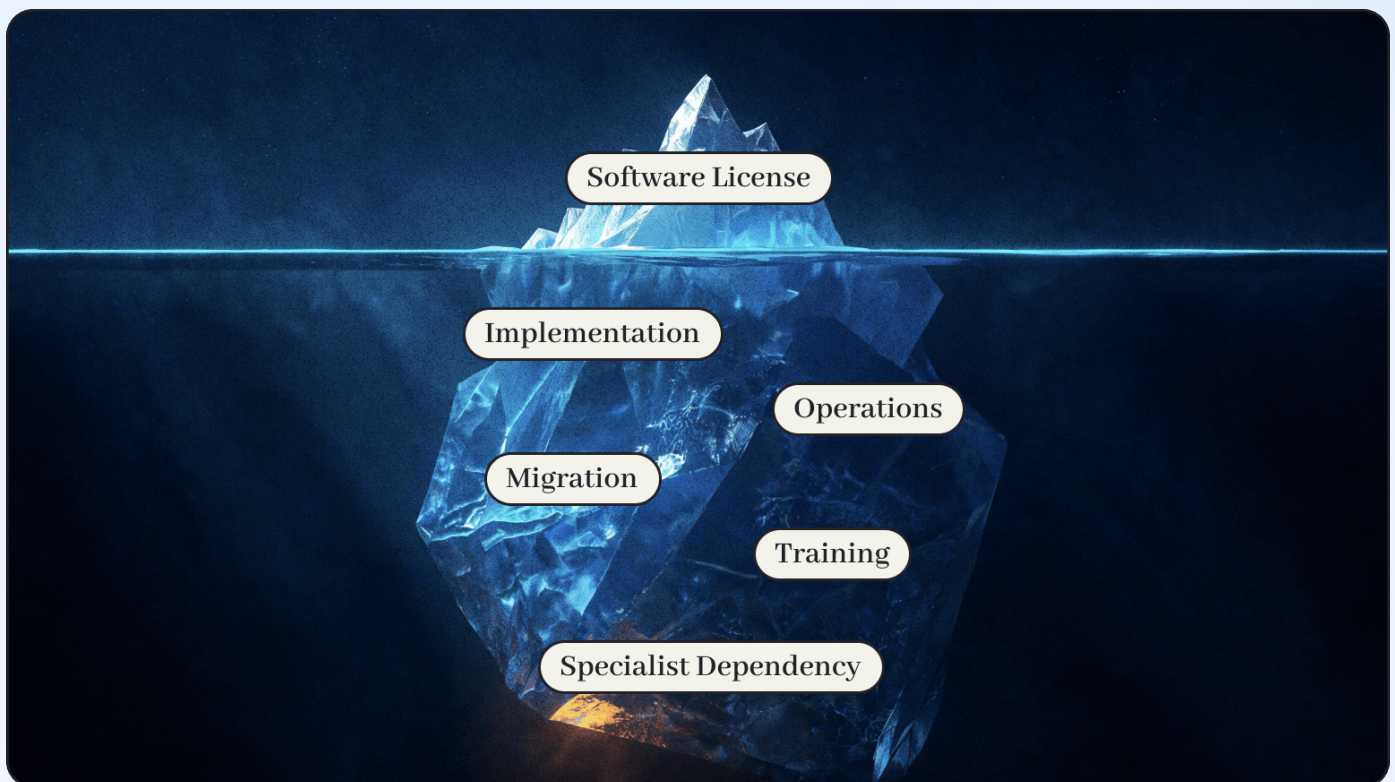 Software License
Implementation
Operations
Migration
Training
Specialist Dependency